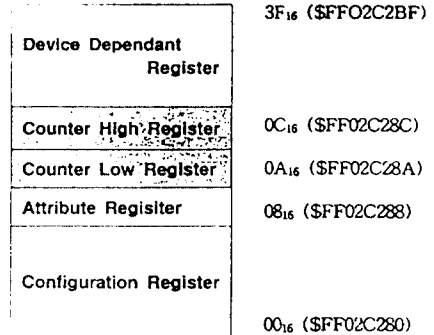 3F₁₆ ($FFO2C2BF)
Device Dependant
Register
Counter High Register
0C₁₆ ($FF02C28C)
Counter Low Register
0A₁₆ ($FF02C28A)
Attribute Regisiter
08₁₆ ($FF02C288)
Configuration Register
00₁₆ ($FF02C280)